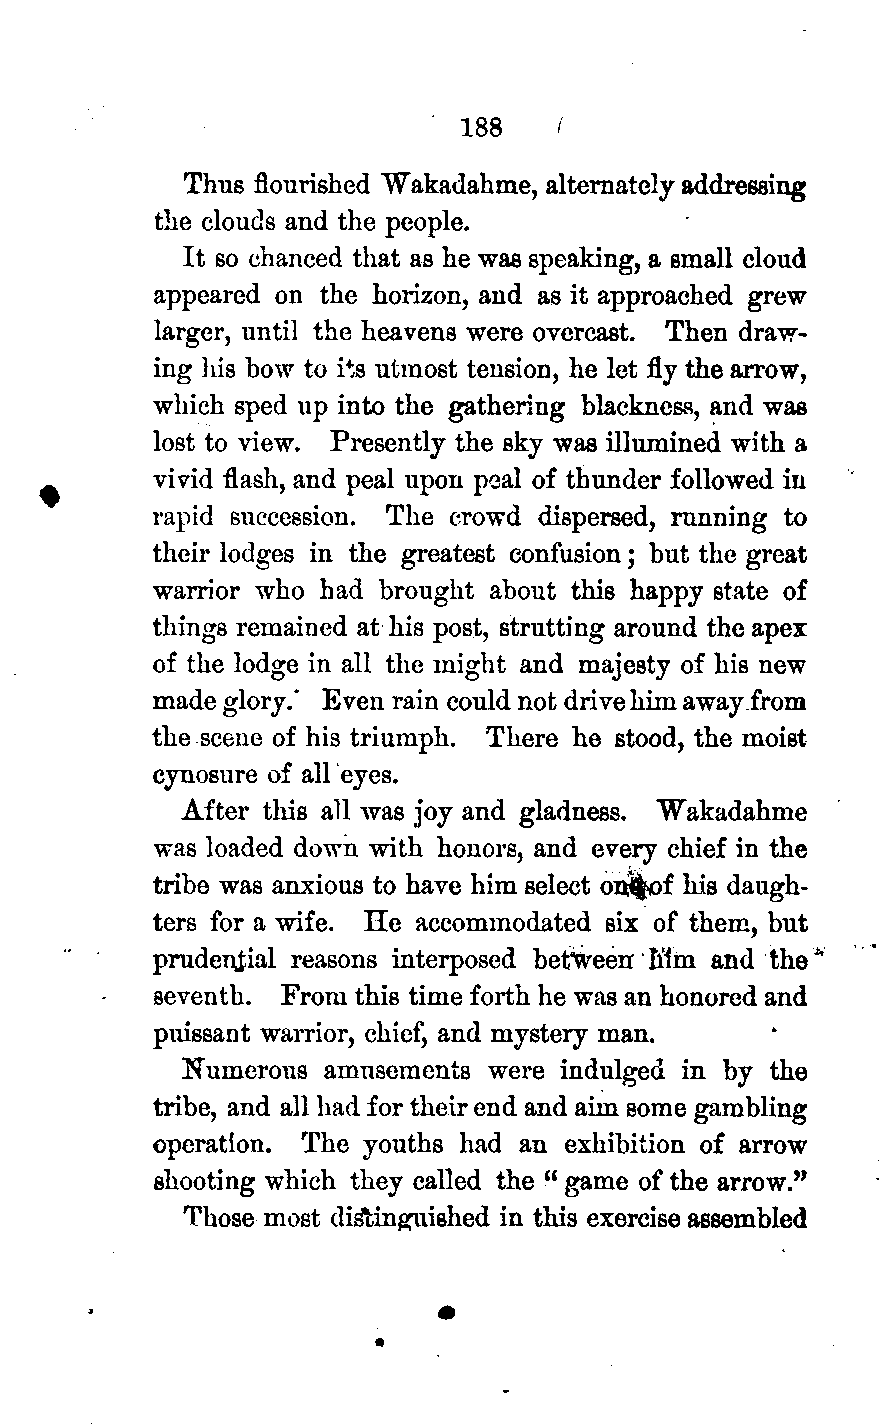 188
Thus flourished Wakadahme, alternately addressing
the clouds and the people.
It so chanced that as he was speaking, a small cloud
appeared on the horizon, and as it approached grew
larger, until the heavens were overcast. Then draw-
ing his bow to its utmost tension, he let fly the arrow,
which sped up into the gathering blackness, and was
lost to view. Presently the sky was illumined with a
vivid flash, and peal upon peal of thunder followed in
rapid succession. The crowd dispersed, running to
their lodges in the greatest confusion; but the great
warrior who had brought about this happy state of
things remained at his post, strutting around the apex
of the lodge in all the might and majesty of his new
made glory. Even rain could not drive him away from
the scene of his triumph. There he stood, the moist
cynosure of all eyes.
After this all was joy and gladness. Wakadahme
was loaded down with honors, and every chief in the
tribe was anxious to have him select one of his daugh-
ters for a wife. He accommodated six of them, but
prudential reasons interposed between him and the
seventh. From this time forth he was an honored and
puissant warrior, chief, and mystery man.
Numerous amusements were indulged in by the
tribe, and all had for their end and aim some gambling
operation. The youths had an exhibition of arrow
shooting which they called the "game of the arrow."
Those most distinguished in this exercise assembled